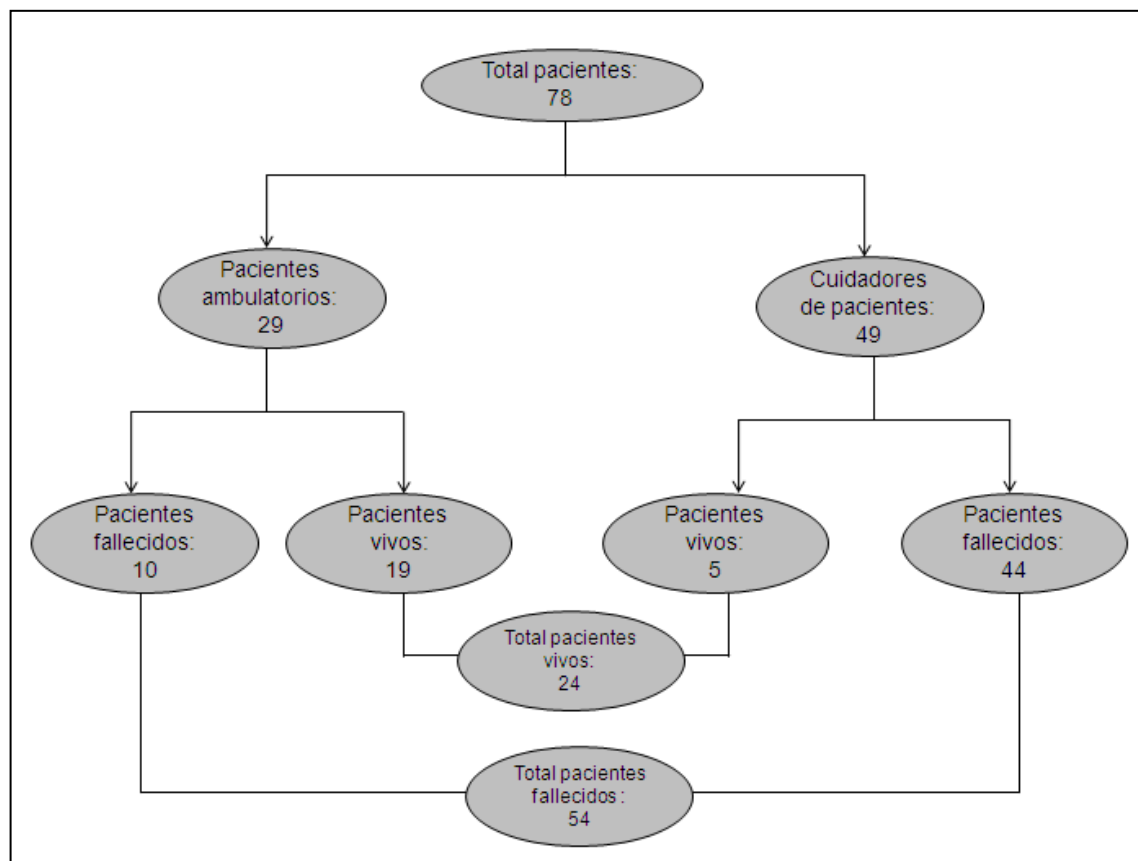 Total pacientes:
78
Pacientes
ambulatorios:
29
Cuidadores
de pacientes:
49
Pacientes
fallecidos:
10
Pacientes
vivos:
19
Pacientes
vivos:
5
Pacientes
fallecidos:
44
Total pacientes
vivos:
24
Total pacientes
fallecidos :
54